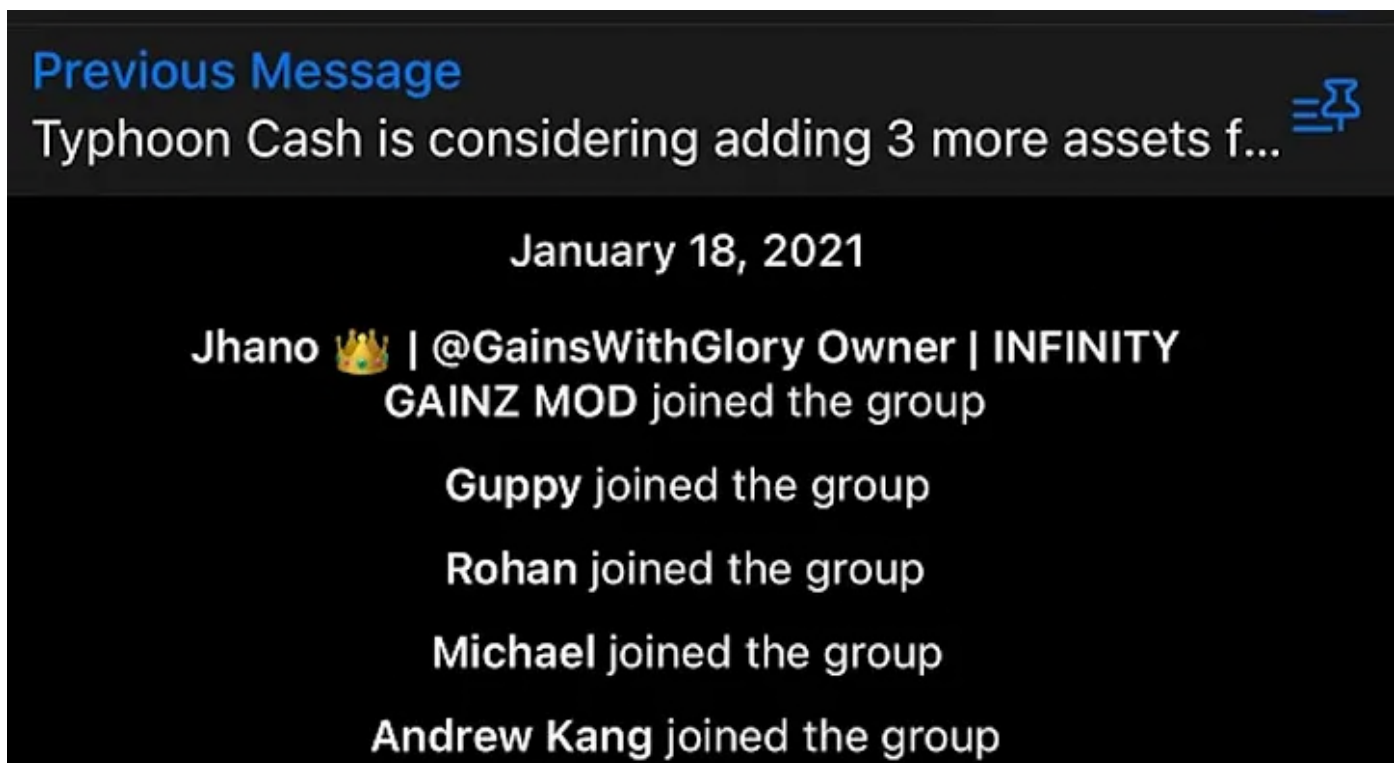 Previous Message
Typhoon Cash is considering adding 3 more assets f...
January 18, 2021
Jhano 👑 | @GainsWithGlory Owner | INFINITY
GAINZ MOD joined the group
Guppy joined the group
Rohan joined the group
Michael joined the group
Andrew Kang joined the group